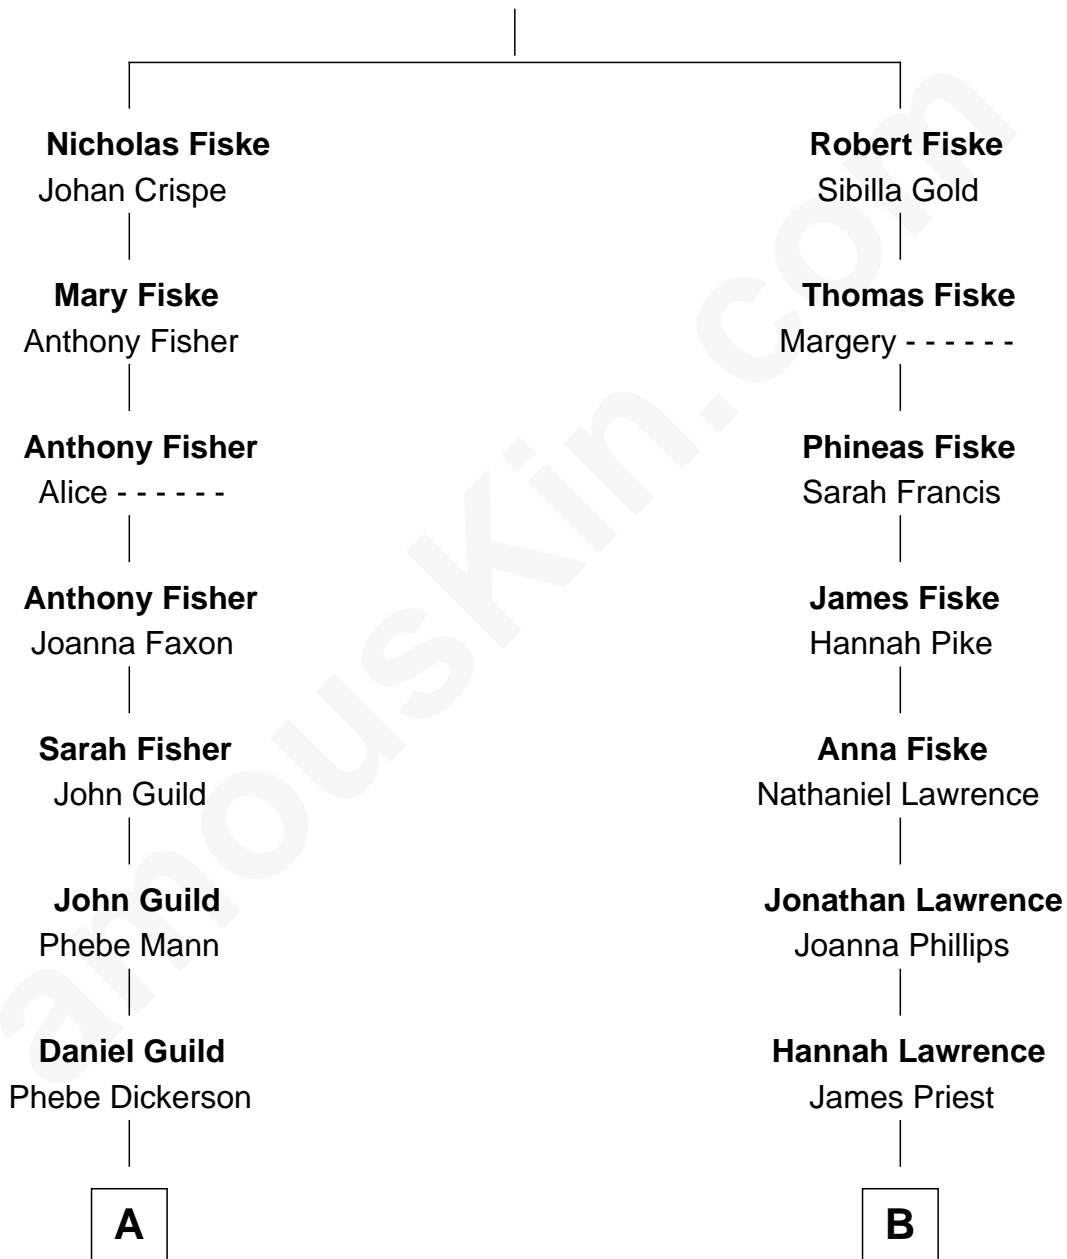 Nicholas Fiske
Johan Crispe
Robert Fiske
Sibilla Gold
Mary Fiske
Anthony Fisher
Thomas Fiske
Margery - - - - - -
Anthony Fisher
Alice - - - - - -
Phineas Fiske
Sarah Francis
Anthony Fisher
Joanna Faxon
James Fiske
Hannah Pike
Sarah Fisher
John Guild
Anna Fiske
Nathaniel Lawrence
John Guild
Phebe Mann
Jonathan Lawrence
Joanna Phillips
Daniel Guild
Phebe Dickerson
Hannah Lawrence
James Priest
A
B
amousKin.com